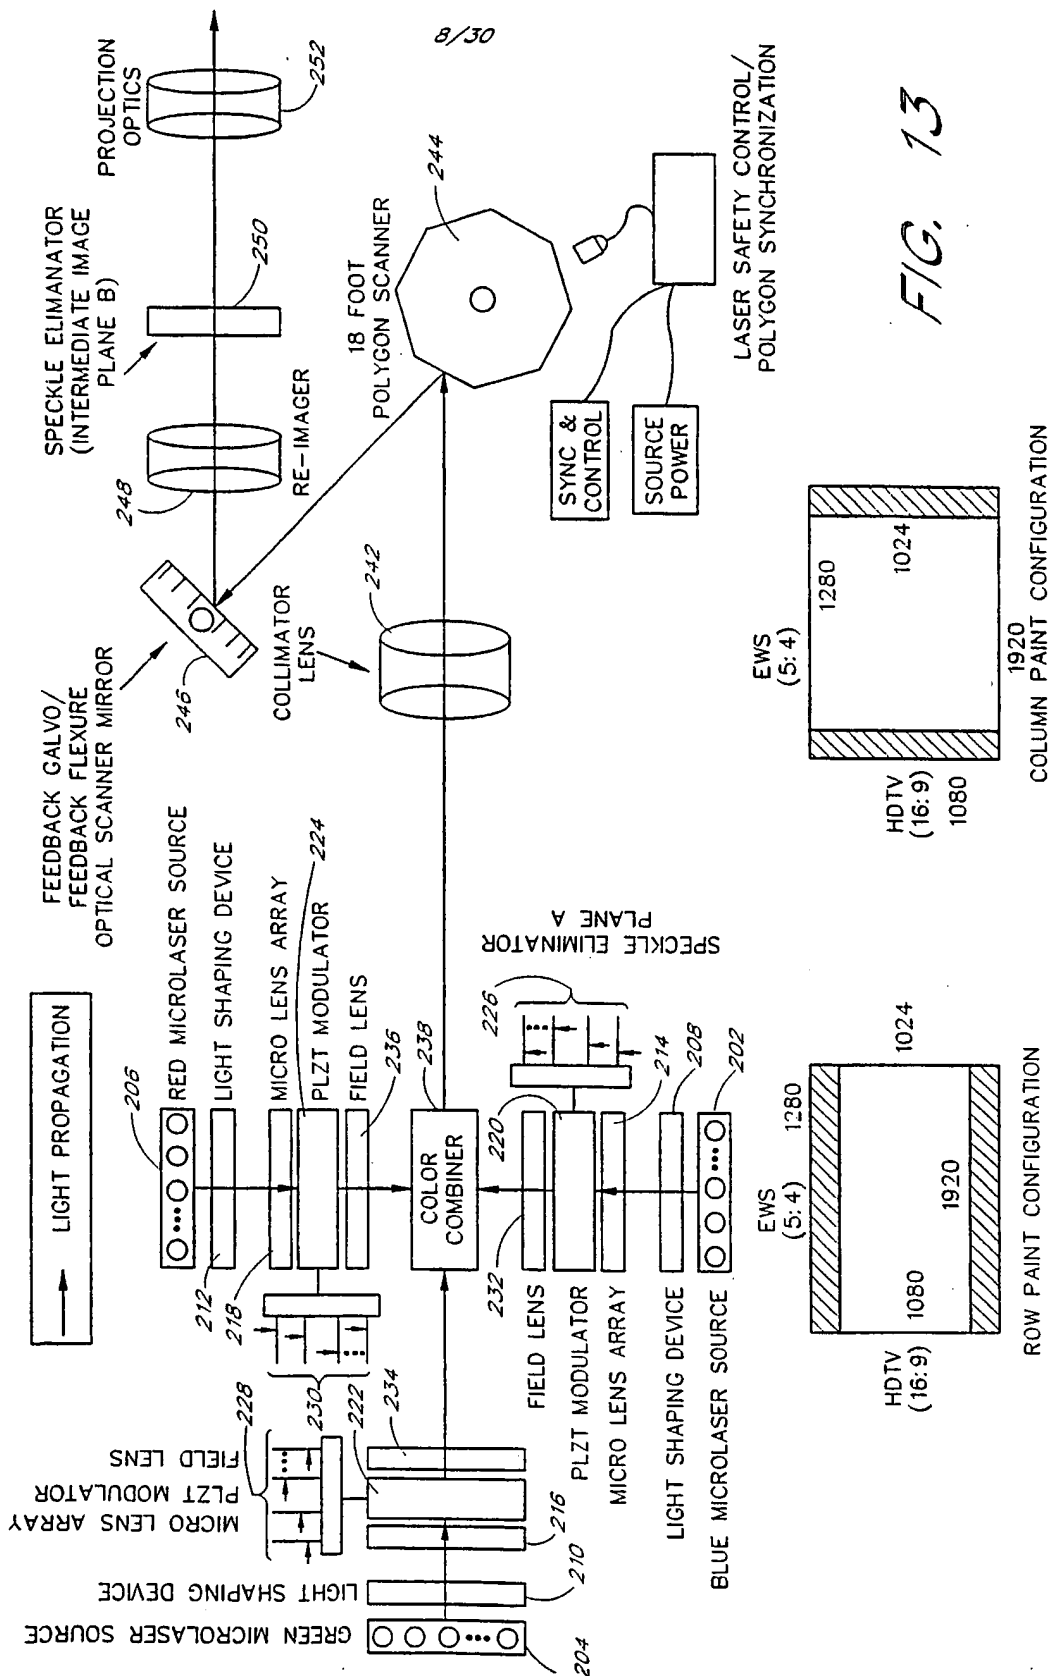 8/30
LIGHT PROPAGATION
FEEDBACK GALVO/
FEEDBACK FLEXURE
OPTICAL SCANNER MIRROR
246
SPECKLE ELIMANATOR
(INTERMEDIATE IMAGE
PLANE B)
248
RE-IMAGER
250
PROJECTION
OPTICS
252
206
RED MICROLASER SOURCE
212
LIGHT SHAPING DEVICE
218
MICRO LENS ARRAY
224
PLZT MODULATOR
236
FIELD LENS
230
COLLIMATOR
LENS
242
18 FOOT
POLYGON SCANNER
244
228
MICRO LENS ARRAY
PLZT MODULATOR
FIELD LENS
222
234
LIGHT SHAPING DEVICE
GREEN MICROLASER SOURCE
204
210
216
238
COLOR
COMBINER
232
FIELD LENS
220
PLZT MODULATOR
226
SPECKLE ELIMINATOR
PLANE A
214
MICRO LENS ARRAY
208
LIGHT SHAPING DEVICE
202
BLUE MICROLASER SOURCE
SYNC &
CONTROL
SOURCE
POWER
LASER SAFETY CONTROL/
POLYGON SYNCHRONIZATION
EWS
(5:4)
1280
HDTV
(16:9)
1080
1920
1024
ROW PAINT CONFIGURATION
EWS
(5:4)
1280
1024
HDTV
(16:9)
1080
1920
COLUMN PAINT CONFIGURATION
FIG. 13